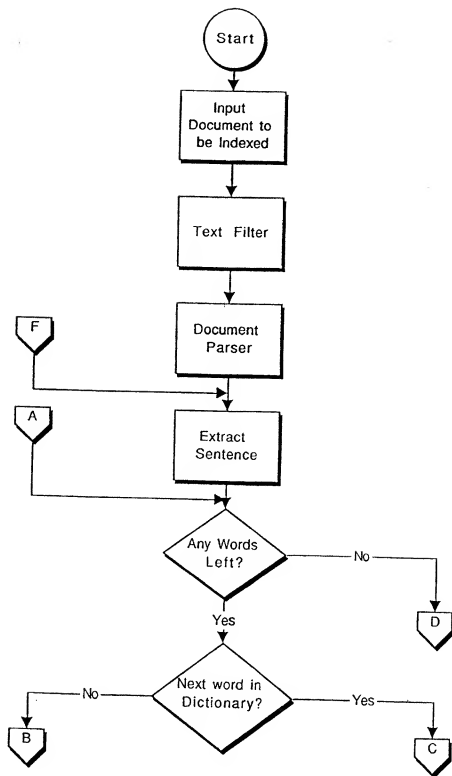 Start
Input
Document to
be Indexed
Text Filter
Document
Parser
F
A
Extract
Sentence
Any Words
Left?
No
D
Yes
Next word in
Dictionary?
No
Yes
B
C